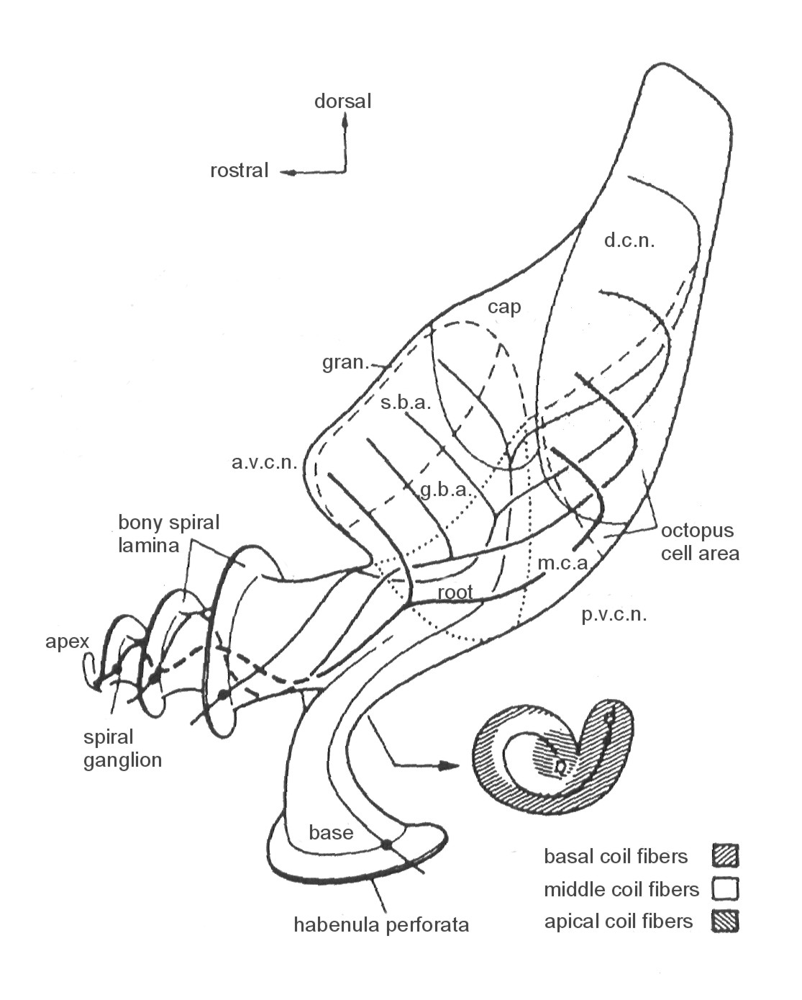 dorsal
rostral
d.c.n.
cap
gran.
s.b.a.
a.v.c.n.
g.b.a.
bony spiral
lamina
octopus
cell area
m.c.a.
root
p.v.c.n.
apex
spiral
ganglion
base
basal coil fibers
middle coil fibers
apical coil fibers
habenula perforata